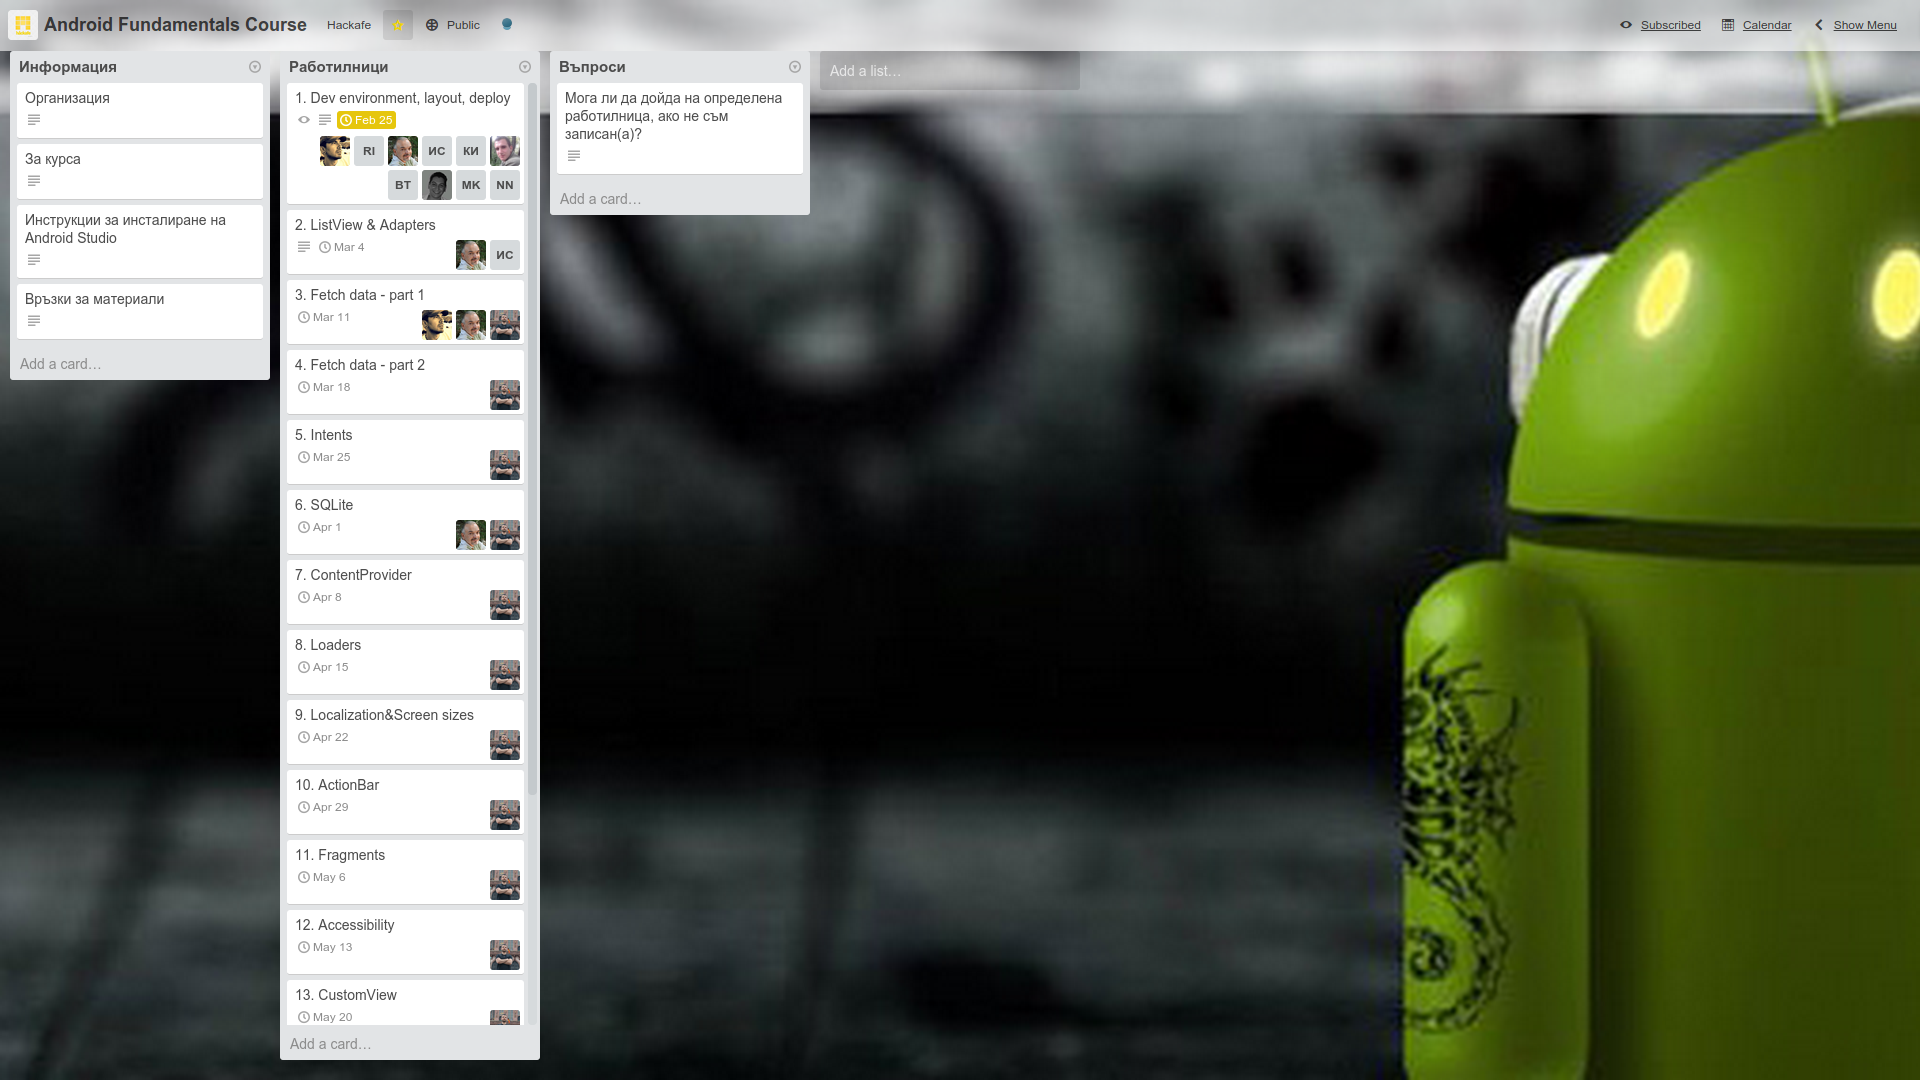 Android Fundamentals Course
Hackafe
Public
Subscribed
Calendar
Show Menu
Информация
Организация
За курса
Инструкции за инсталиране на
Android Studio
Връзки за материали
Add a card…
Работилници
1. Dev environment, layout, deploy
Feb 25
RI
ИС
КИ
ВТ
МК
NN
2. ListView & Adapters
Mar 4
ИС
3. Fetch data - part 1
Mar 11
4. Fetch data - part 2
Mar 18
5. Intents
Mar 25
6. SQLite
Apr 1
7. ContentProvider
Apr 8
8. Loaders
Apr 15
9. Localization&Screen sizes
Apr 22
10. ActionBar
Apr 29
11. Fragments
May 6
12. Accessibility
May 13
13. CustomView
May 20
Add a card…
Въпроси
Мога ли да дойда на определена
работилница, ако не съм
записан(а)?
Add a card…
Add a list…